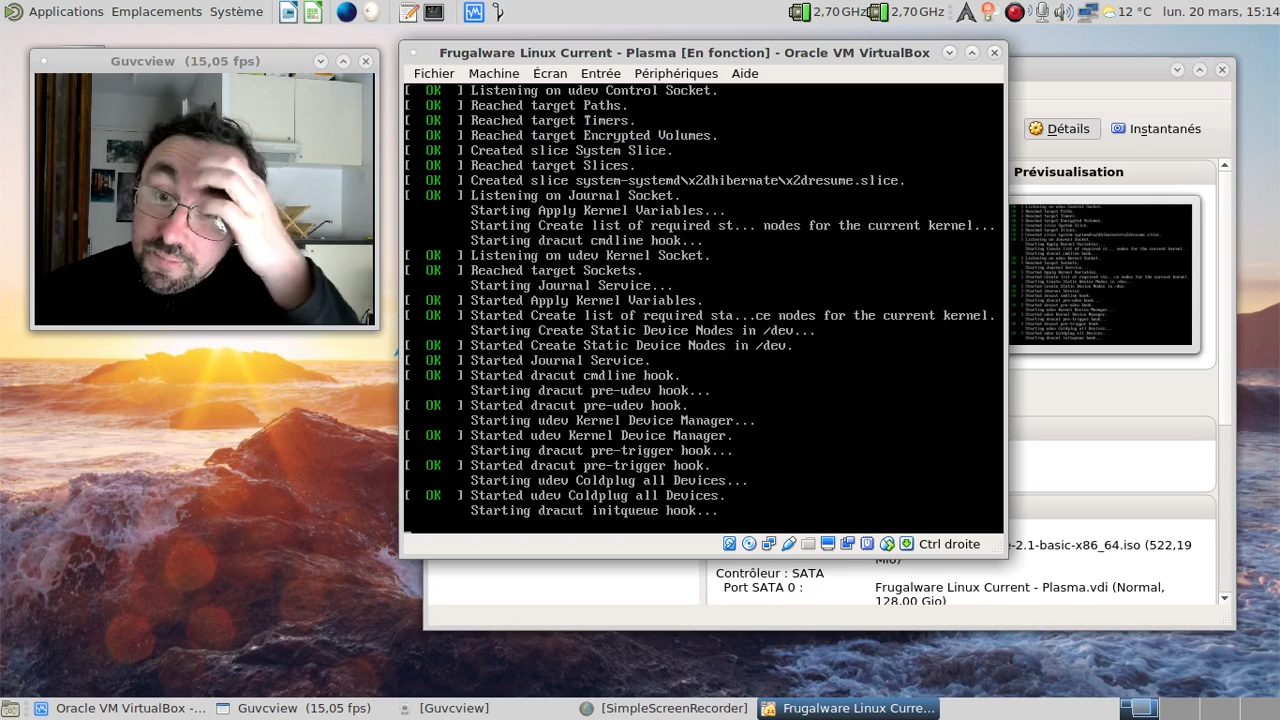 Applications Emplacements Système
2,70 GHz 2,70 GHz
12 °C lun. 20 mars, 15:14
Guvcview (15,05 fps)
Frugalware Linux Current - Plasma [En fonction] - Oracle VM VirtualBox
Fichier Machine Écran Entrée Périphériques Aide
[ OK ] Listening on udev Control Socket.
[ OK ] Reached target Paths.
[ OK ] Reached target Timers.
[ OK ] Reached target Encrypted Volumes.
[ OK ] Created slice System Slice.
[ OK ] Reached target Slices.
[ OK ] Created slice system-systemd\x2dhibernate\x2dresume.slice.
[ OK ] Listening on Journal Socket.
Starting Apply Kernel Variables...
Starting Create list of required st... nodes for the current kernel...
Starting dracut cmdline hook...
[ OK ] Listening on udev Kernel Socket.
[ OK ] Reached target Sockets.
Starting Journal Service...
[ OK ] Started Apply Kernel Variables.
[ OK ] Started Create list of required sta...ce nodes for the current kernel.
Starting Create Static Device Nodes in /dev...
[ OK ] Started Create Static Device Nodes in /dev.
[ OK ] Started Journal Service.
[ OK ] Started dracut cmdline hook.
Starting dracut pre-udev hook...
[ OK ] Started dracut pre-udev hook.
Starting udev Kernel Device Manager...
[ OK ] Started udev Kernel Device Manager.
Starting dracut pre-trigger hook...
[ OK ] Started dracut pre-trigger hook.
Starting udev Coldplug all Devices...
[ OK ] Started udev Coldplug all Devices.
Starting dracut initqueue hook...
Ctrl droite
Détails Instantanés
Prévisualisation
e-2.1-basic-x86_64.iso (522,19
Mio)
Contrôleur : SATA
Port SATA 0 : Frugalware Linux Current - Plasma.vdi (Normal,
128,00 Gio)
Oracle VM VirtualBox -... Guvcview (15,05 fps) [Guvcview] [SimpleScreenRecorder] Frugalware Linux Curre...